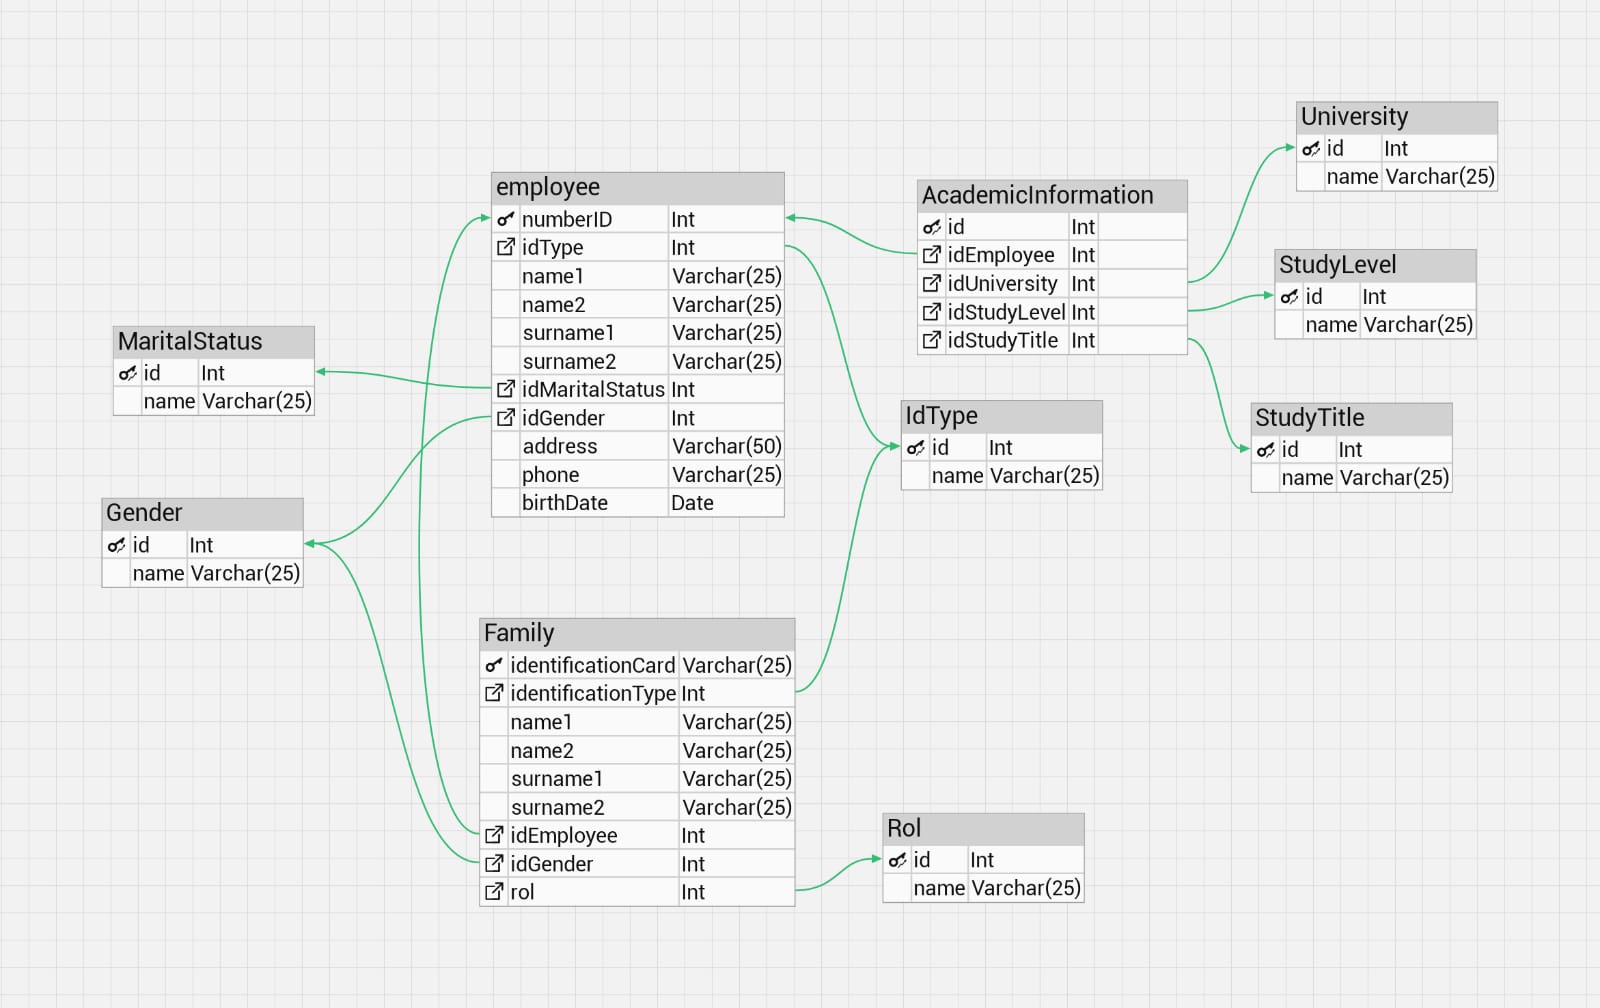 University
id Int
name Varchar(25)
employee
numberID Int
idType Int
name1 Varchar(25)
name2 Varchar(25)
surname1 Varchar(25)
surname2 Varchar(25)
idMaritalStatus Int
idGender Int
address Varchar(50)
phone Varchar(25)
birthDate Date
AcademicInformation
id Int
idEmployee Int
idUniversity Int
idStudyLevel Int
idStudyTitle Int
StudyLevel
id Int
name Varchar(25)
MaritalStatus
id Int
name Varchar(25)
IdType
id Int
name Varchar(25)
StudyTitle
id Int
name Varchar(25)
Gender
id Int
name Varchar(25)
Family
identificationCard Varchar(25)
identificationType Int
name1 Varchar(25)
name2 Varchar(25)
surname1 Varchar(25)
surname2 Varchar(25)
idEmployee Int
idGender Int
rol Int
Rol
id Int
name Varchar(25)